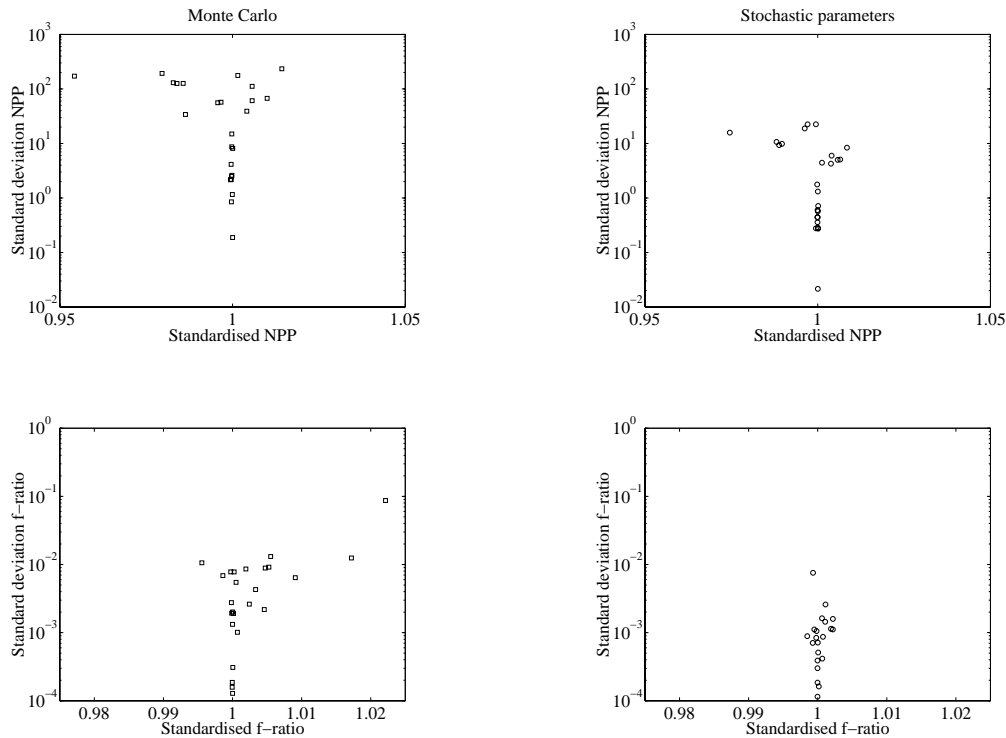 Monte Carlo
Standard deviation NPP
10^3
10^2
10^1
10^0
10^−1
10^−2
0.95 1 1.05
Standardised NPP
Stochastic parameters
Standard deviation NPP
10^3
10^2
10^1
10^0
10^−1
10^−2
0.95 1 1.05
Standardised NPP
Standard deviation f−ratio
10^0
10^−1
10^−2
10^−3
10^−4
0.98 0.99 1 1.01 1.02
Standardised f−ratio
Standard deviation f−ratio
10^0
10^−1
10^−2
10^−3
10^−4
0.98 0.99 1 1.01 1.02
Standardised f−ratio